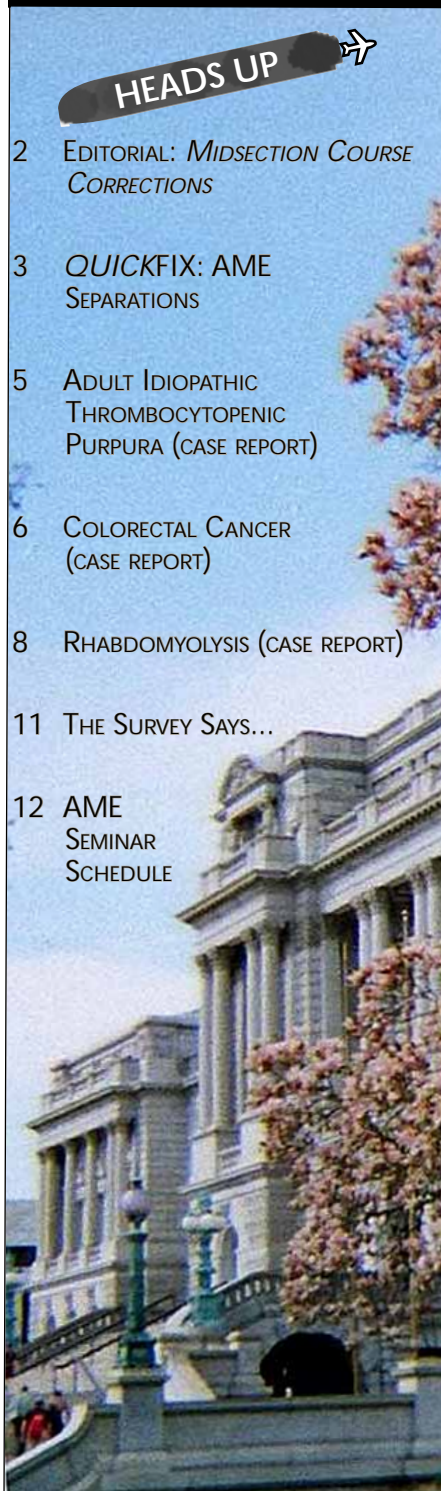 HEADS UP
2 EDITORIAL: MIDSECTION COURSE
CORRECTIONS
3 QUICKFIX: AME
SEPARATIONS
5 ADULT IDIOPATHIC
THROMBOCYTOPENIC
PURPURA (CASE REPORT)
6 COLORECTAL CANCER
(CASE REPORT)
8 RHABDOMYOLYSIS (CASE REPORT)
11 THE SURVEY SAYS...
12 AME
SEMINAR
SCHEDULE